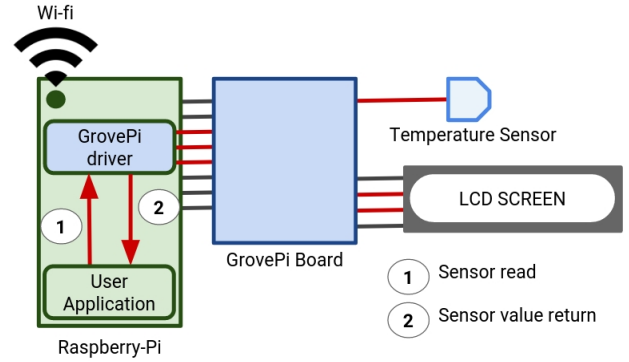 Wi-fi
GrovePi
driver
1
2
User
Application
Raspberry-Pi
GrovePi Board
Temperature Sensor
LCD SCREEN
1 Sensor read
2 Sensor value return